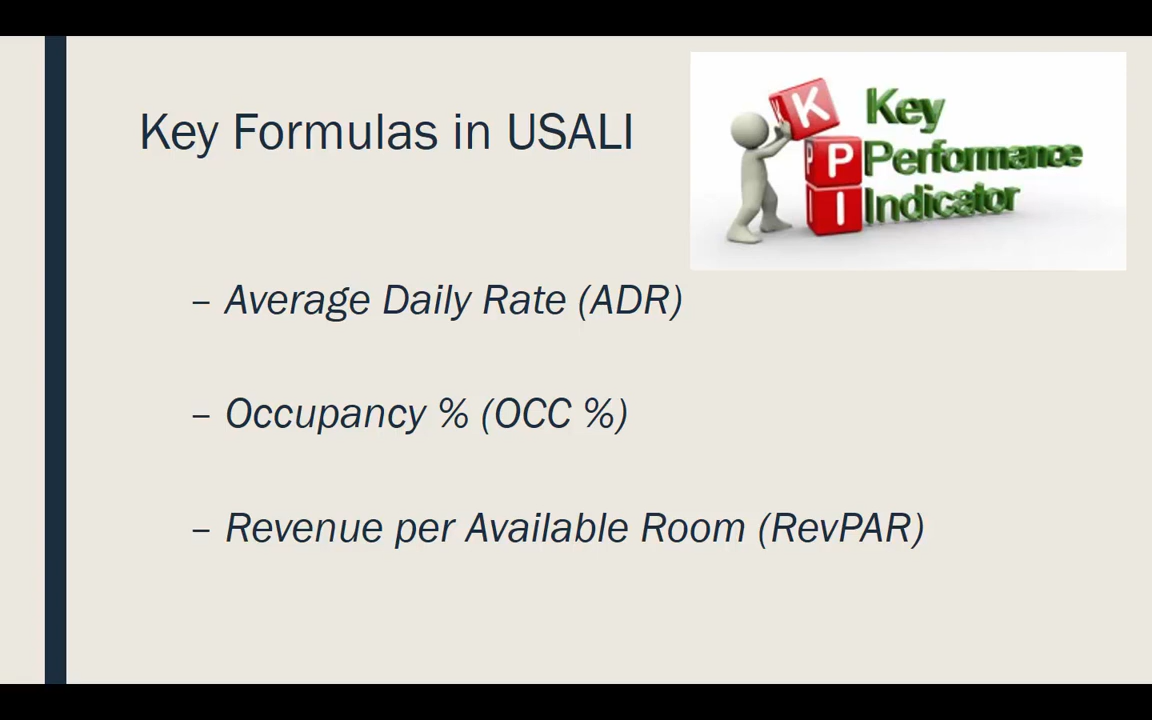 Key Formulas in USALI
K K Key
P P Performance
I I Indicator
– Average Daily Rate (ADR)
– Occupancy % (OCC %)
– Revenue per Available Room (RevPAR)